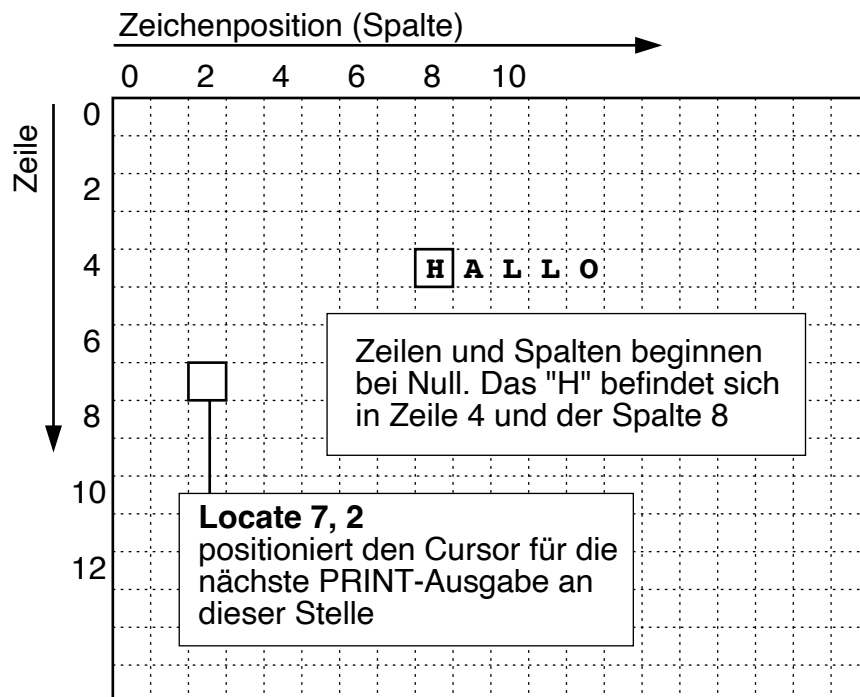 Zeichenposition (Spalte)
0 2 4 6 8 10
Zeile
0
2
4
H A L L O
6
Zeilen und Spalten beginnen
bei Null. Das "H" befindet sich
in Zeile 4 und der Spalte 8
8
10
Locate 7, 2
positioniert den Cursor für die
nächste PRINT-Ausgabe an
dieser Stelle
12